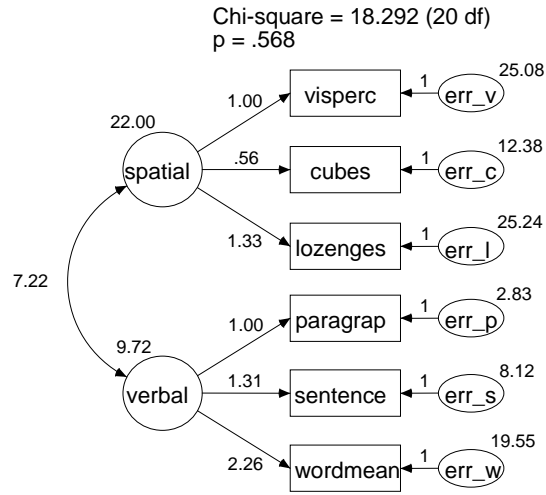 Chi-square = 18.292 (20 df)
p = .568
25.08
1.00
visperc
1
err_v
22.00
12.38
spatial
.56
cubes
1
err_c
25.24
1.33
lozenges
1
err_l
7.22
2.83
1.00
paragrap
1
err_p
9.72
8.12
verbal
1.31
sentence
1
err_s
19.55
2.26
wordmean
1
err_w